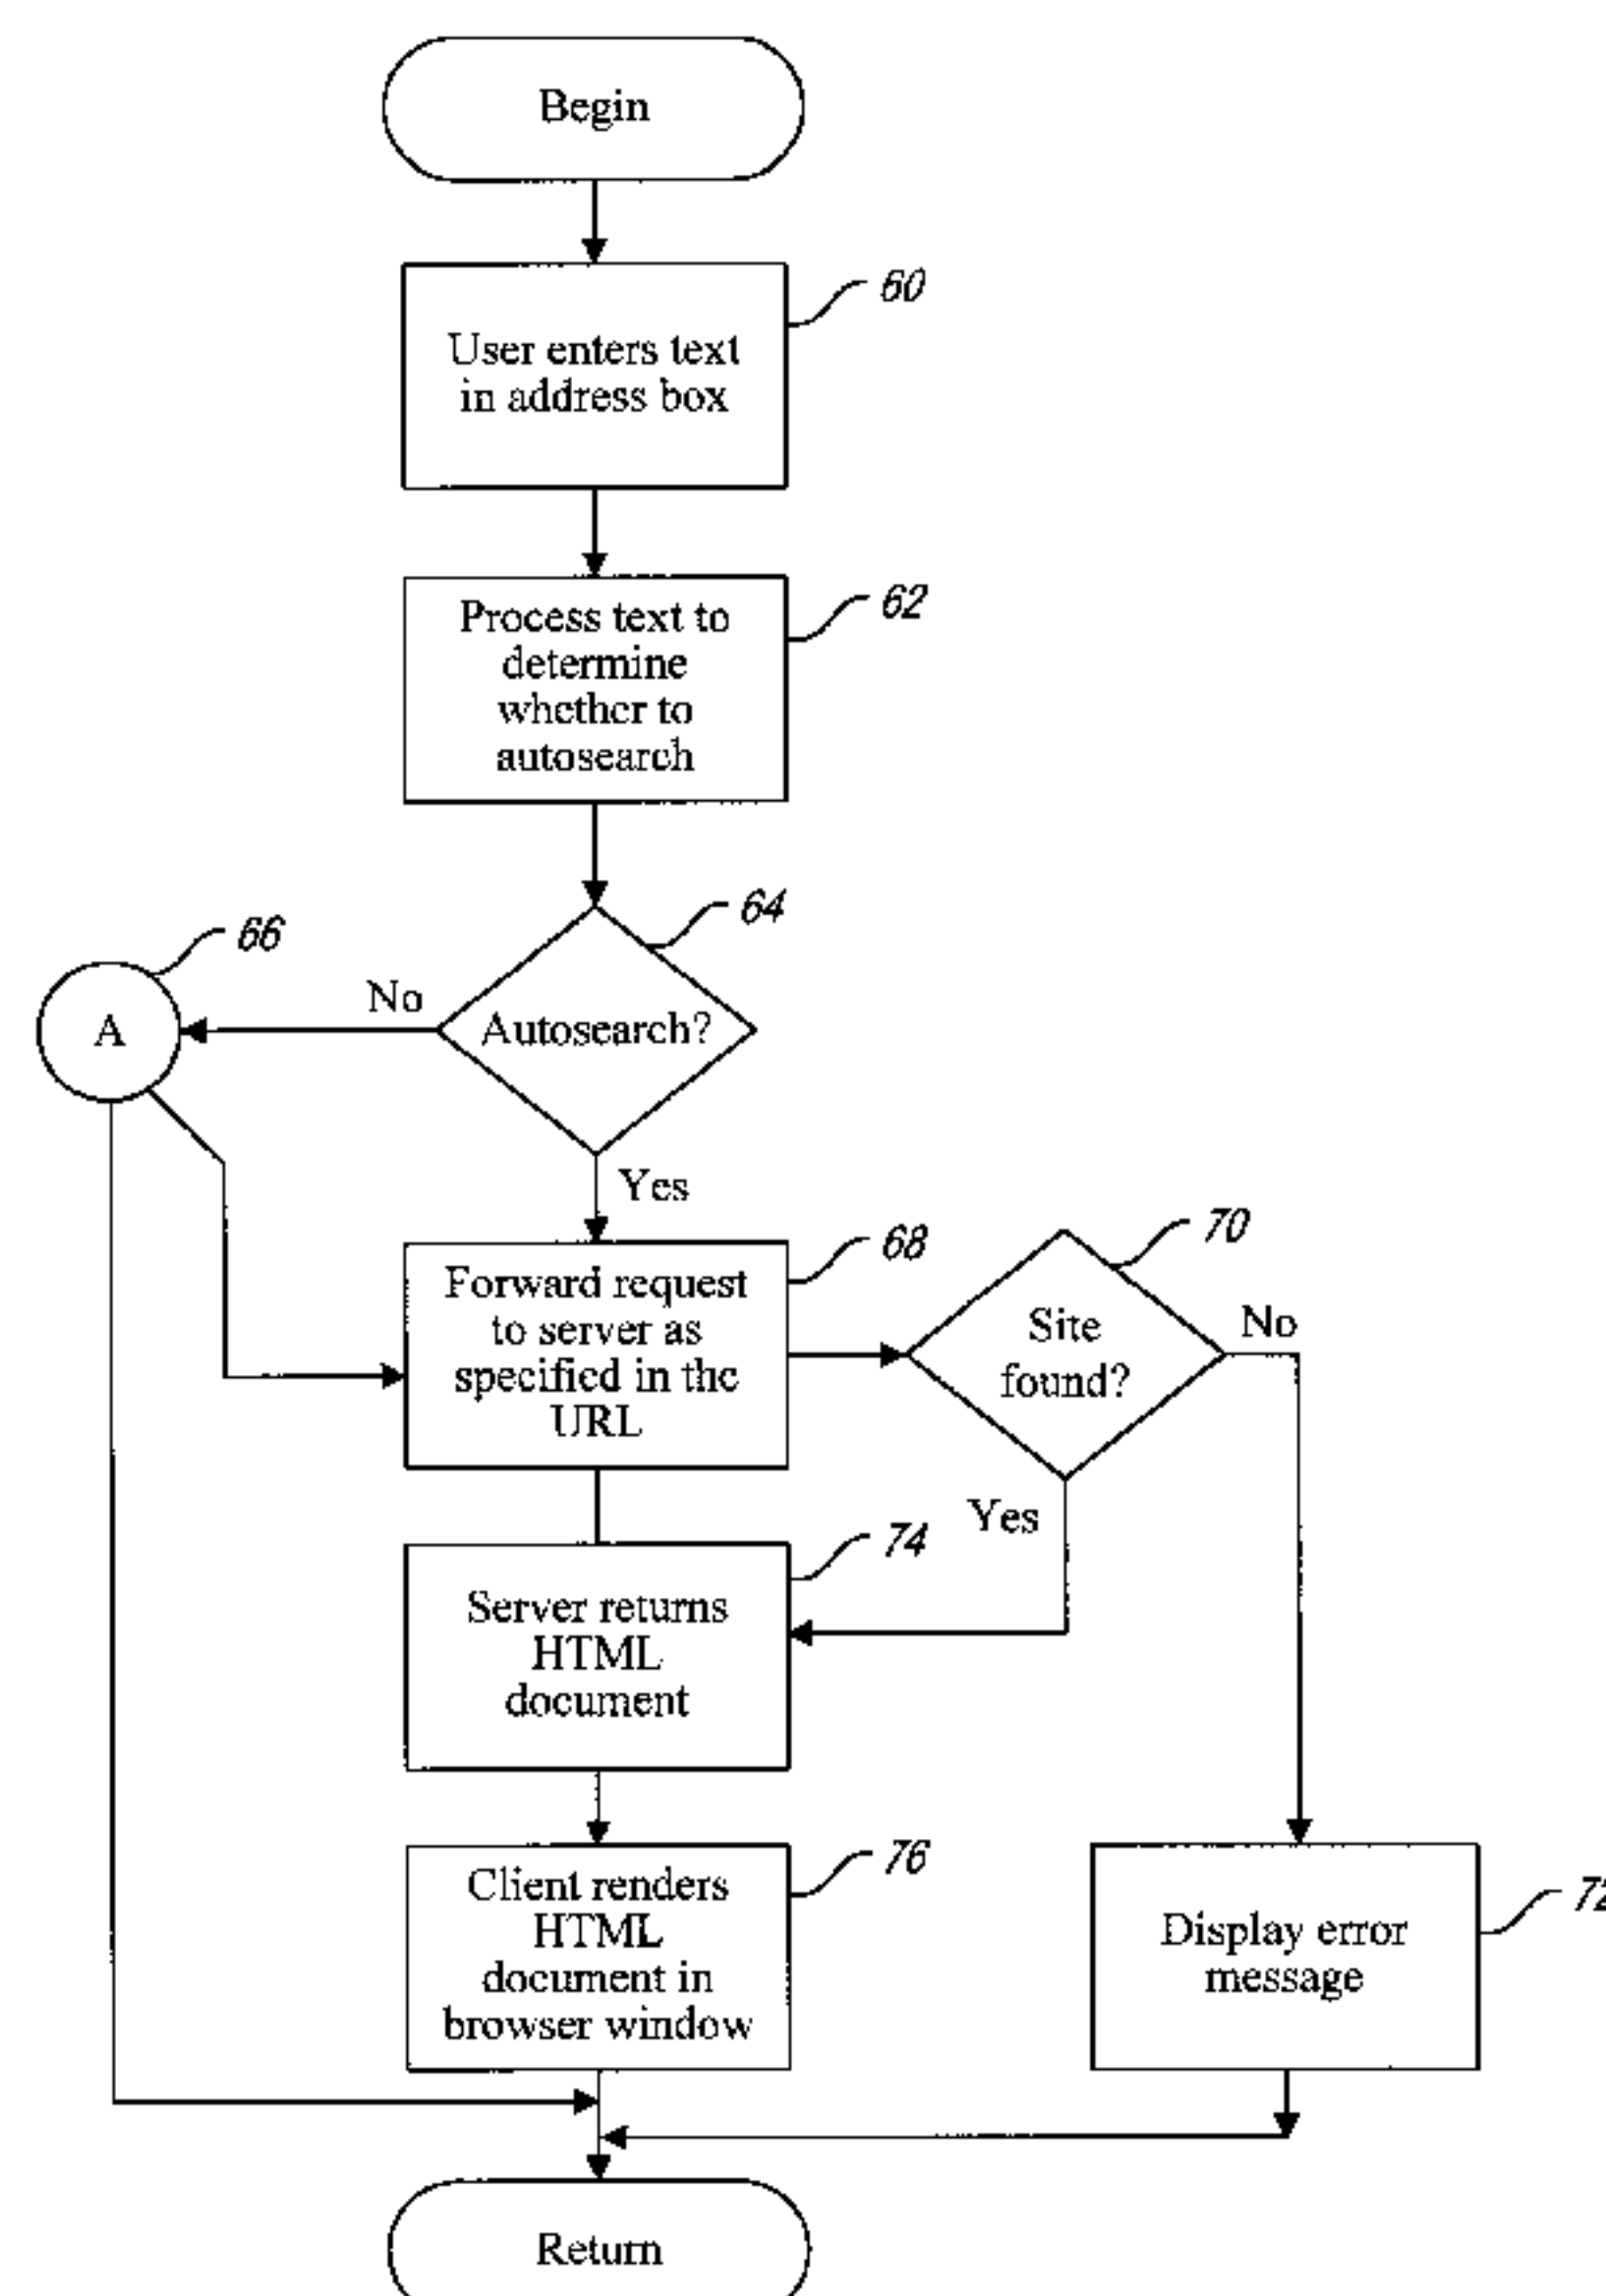 Begin
60
User enters text
in address box
62
Process text to
determine
whether to
autosearch
64
66
No
A
Autosearch?
Yes
68
70
Forward request
to server as
specified in the
URL
Site
found?
No
Yes
74
Server returns
HTML
document
76
Client renders
HTML
document in
browser window
72
Display error
message
Return